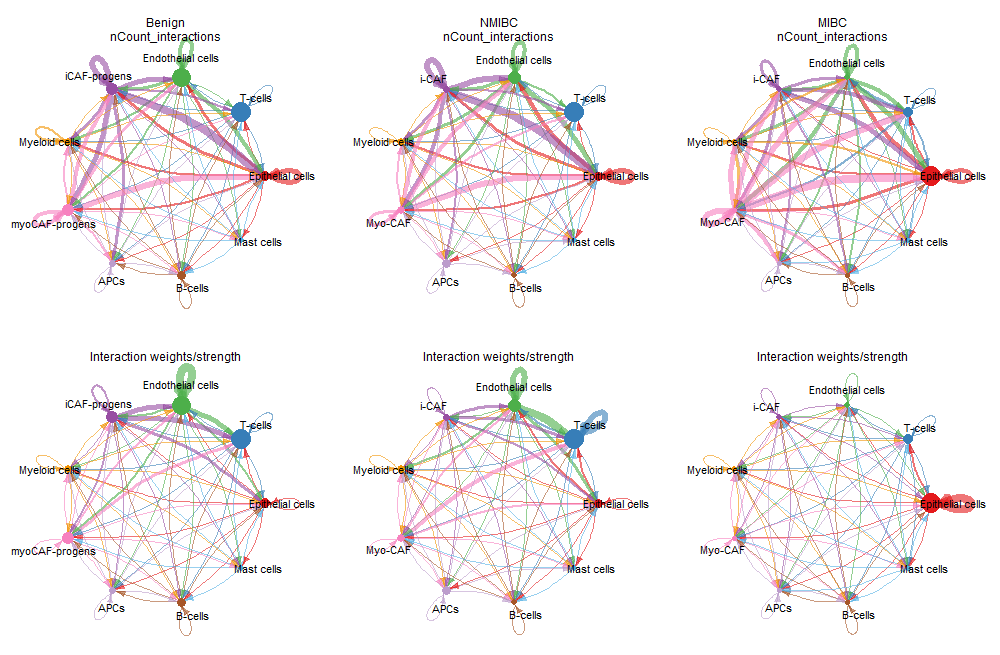 Benign
nCount_interactions
Endothelial cells
iCAF-progens
T-cells
Myeloid cells
Epithelial cells
myoCAF-progens
Mast cells
APCs
B-cells
NMIBC
nCount_interactions
Endothelial cells
i-CAF
T-cells
Myeloid cells
Epithelial cells
Myo-CAF
Mast cells
APCs
B-cells
MIBC
nCount_interactions
Endothelial cells
i-CAF
T-cells
Myeloid cells
Epithelial cells
Myo-CAF
Mast cells
APCs
B-cells
Interaction weights/strength
Endothelial cells
iCAF-progens
T-cells
Myeloid cells
Epithelial cells
myoCAF-progens
Mast cells
APCs
B-cells
Interaction weights/strength
Endothelial cells
i-CAF
T-cells
Myeloid cells
Epithelial cells
Myo-CAF
Mast cells
APCs
B-cells
Interaction weights/strength
Endothelial cells
i-CAF
T-cells
Myeloid cells
Epithelial cells
Myo-CAF
Mast cells
APCs
B-cells